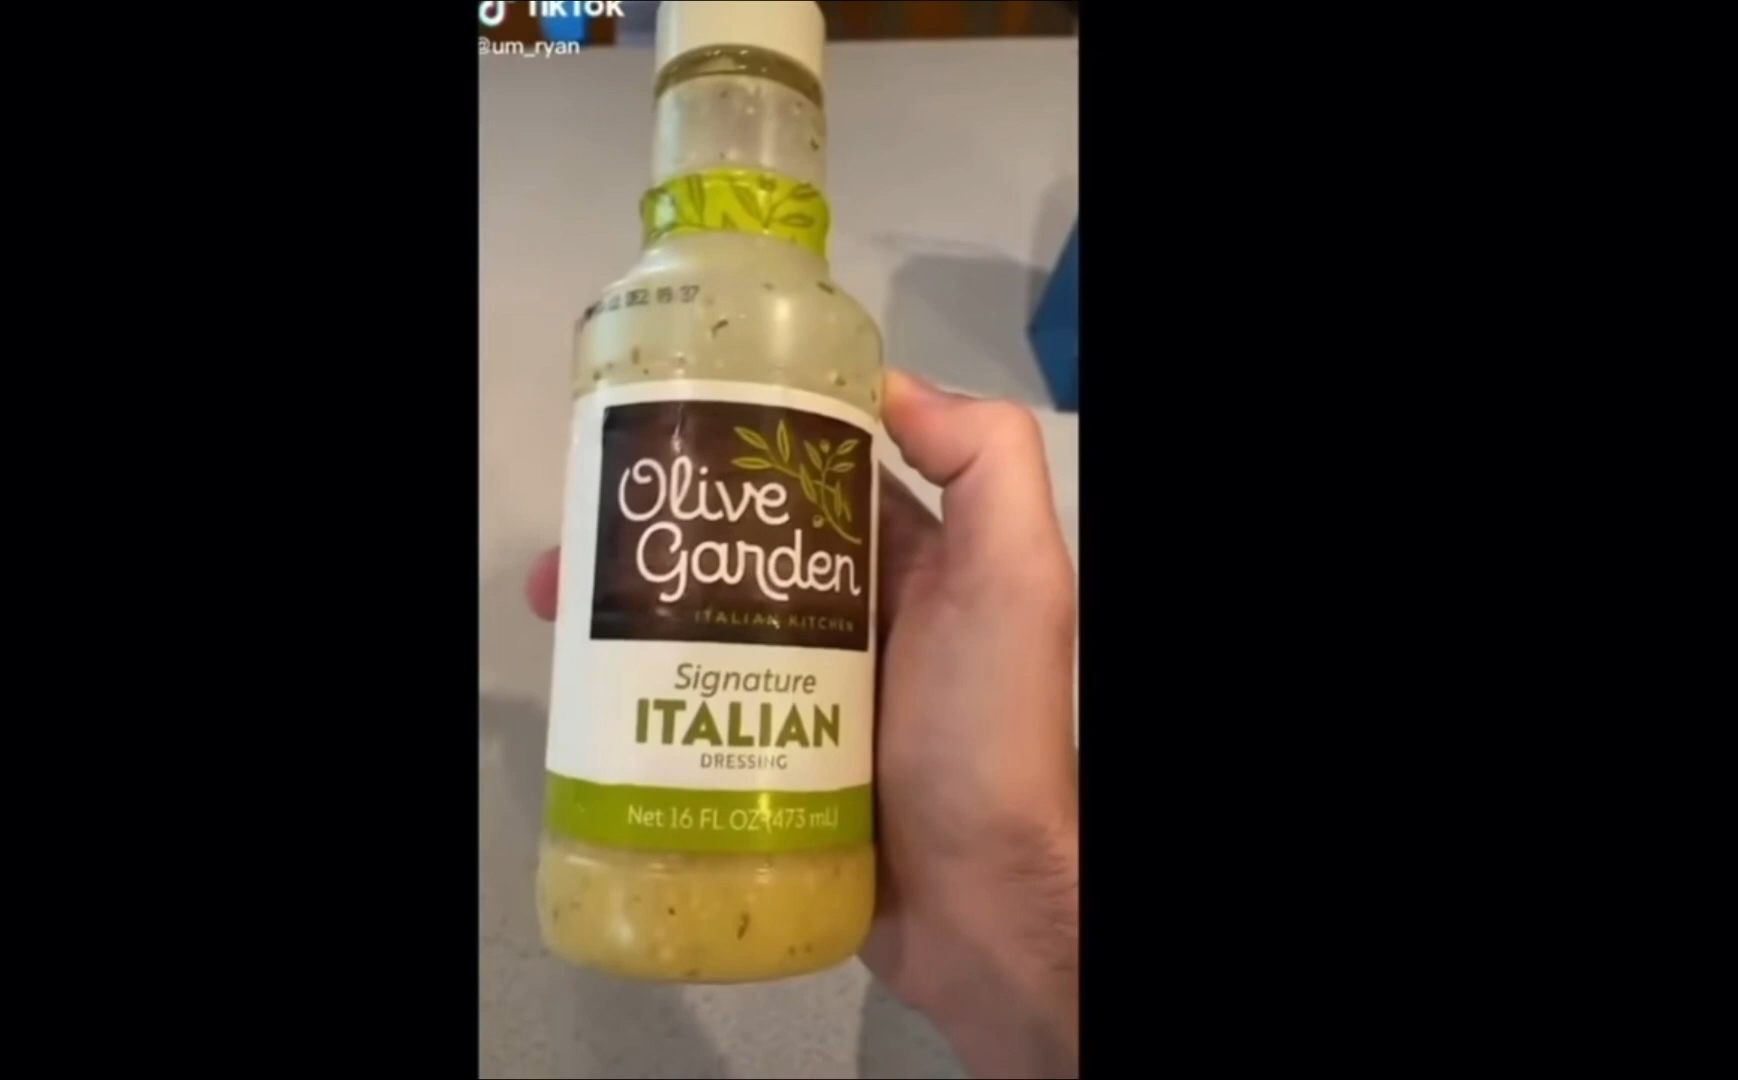 TikTok
@um_ryan
Olive
Garden
ITALIAN KITCHEN
Signature
ITALIAN
DRESSING
Net 16 FL OZ (473 mL)